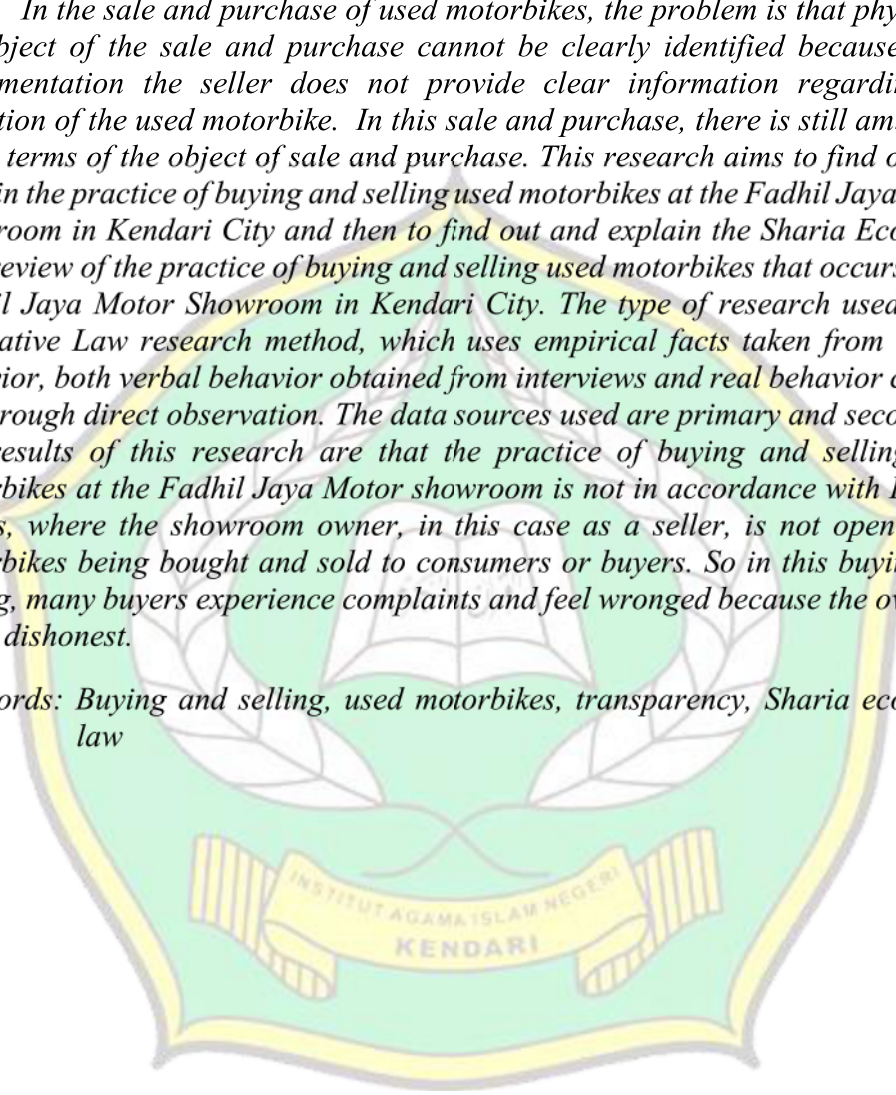 In the sale and purchase of used motorbikes, the problem is that phy
bject of the sale and purchase cannot be clearly identified because
mentation the seller does not provide clear information regardi
tion of the used motorbike. In this sale and purchase, there is still am
terms of the object of sale and purchase. This research aims to find o
in the practice of buying and selling used motorbikes at the Fadhil Jaya
room in Kendari City and then to find out and explain the Sharia Eco
review of the practice of buying and selling used motorbikes that occurs
l Jaya Motor Showroom in Kendari City. The type of research used
ative Law research method, which uses empirical facts taken from
ior, both verbal behavior obtained from interviews and real behavior
rough direct observation. The data sources used are primary and seco
results of this research are that the practice of buying and selling
rbikes at the Fadhil Jaya Motor showroom is not in accordance with
s, where the showroom owner, in this case as a seller, is not open
rbikes being bought and sold to consumers or buyers. So in this buyi
g, many buyers experience complaints and feel wronged because the o
dishonest.
ords: Buying and selling, used motorbikes, transparency, Sharia eco
law
INSTITUT AGAMA ISLAM NEGERI
KENDARI